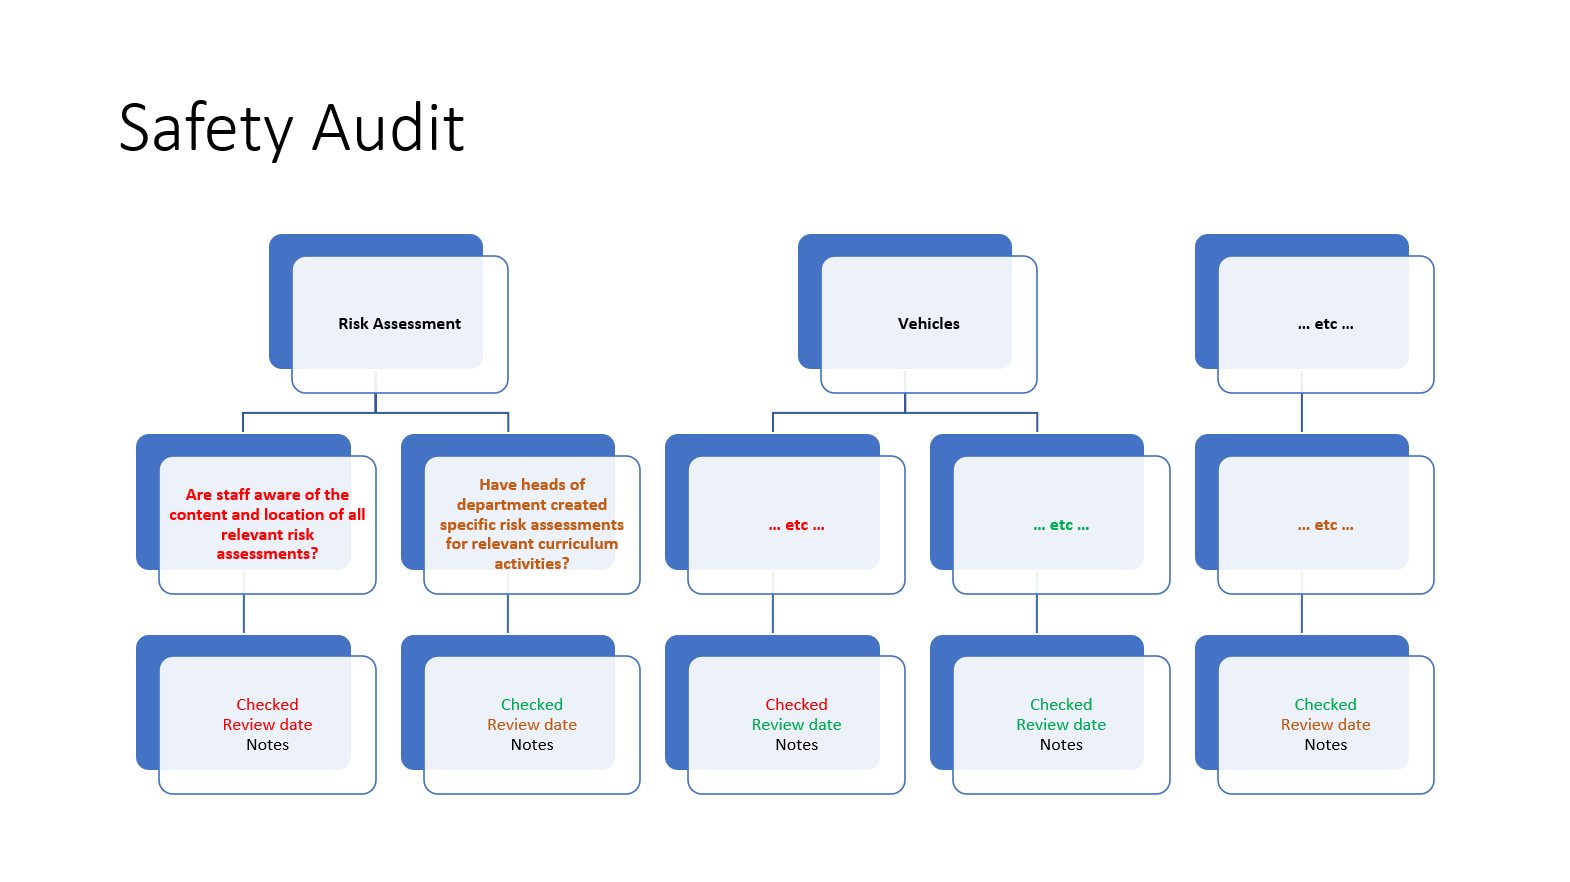 Safety Audit
Risk Assessment
Vehicles
... etc ...
Are staff aware of the
content and location of all
relevant risk
assessments?
Have heads of
department created
specific risk assessments
for relevant curriculum
activities?
... etc ...
... etc ...
... etc ...
Checked
Review date
Notes
Checked
Review date
Notes
Checked
Review date
Notes
Checked
Review date
Notes
Checked
Review date
Notes